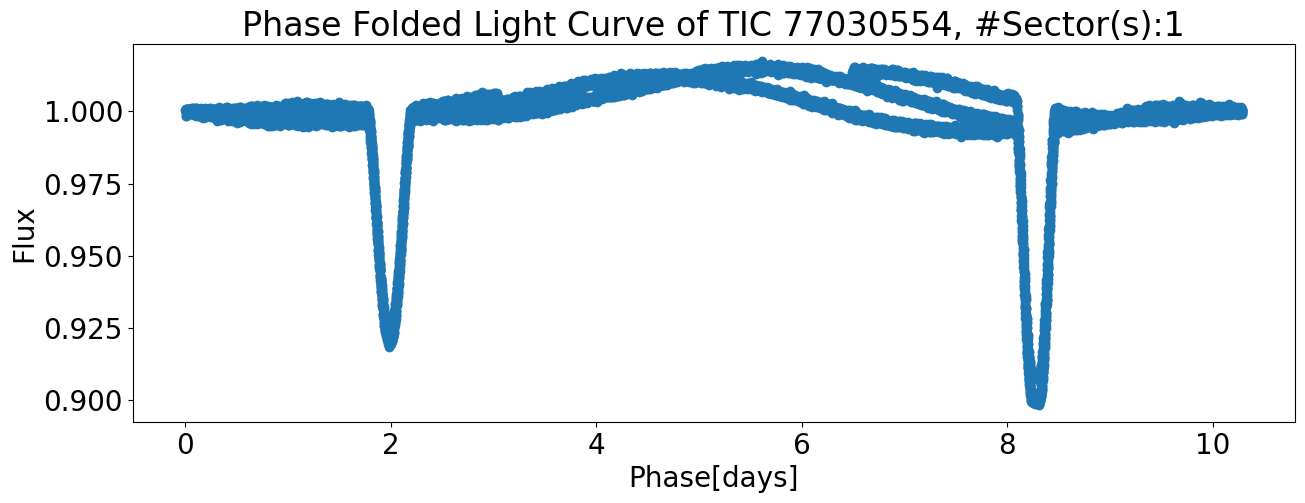 Phase Folded Light Curve of TIC 77030554, #Sector(s):1
Flux
1.000
0.975
0.950
0.925
0.900
0 2 4 6 8 10
Phase[days]